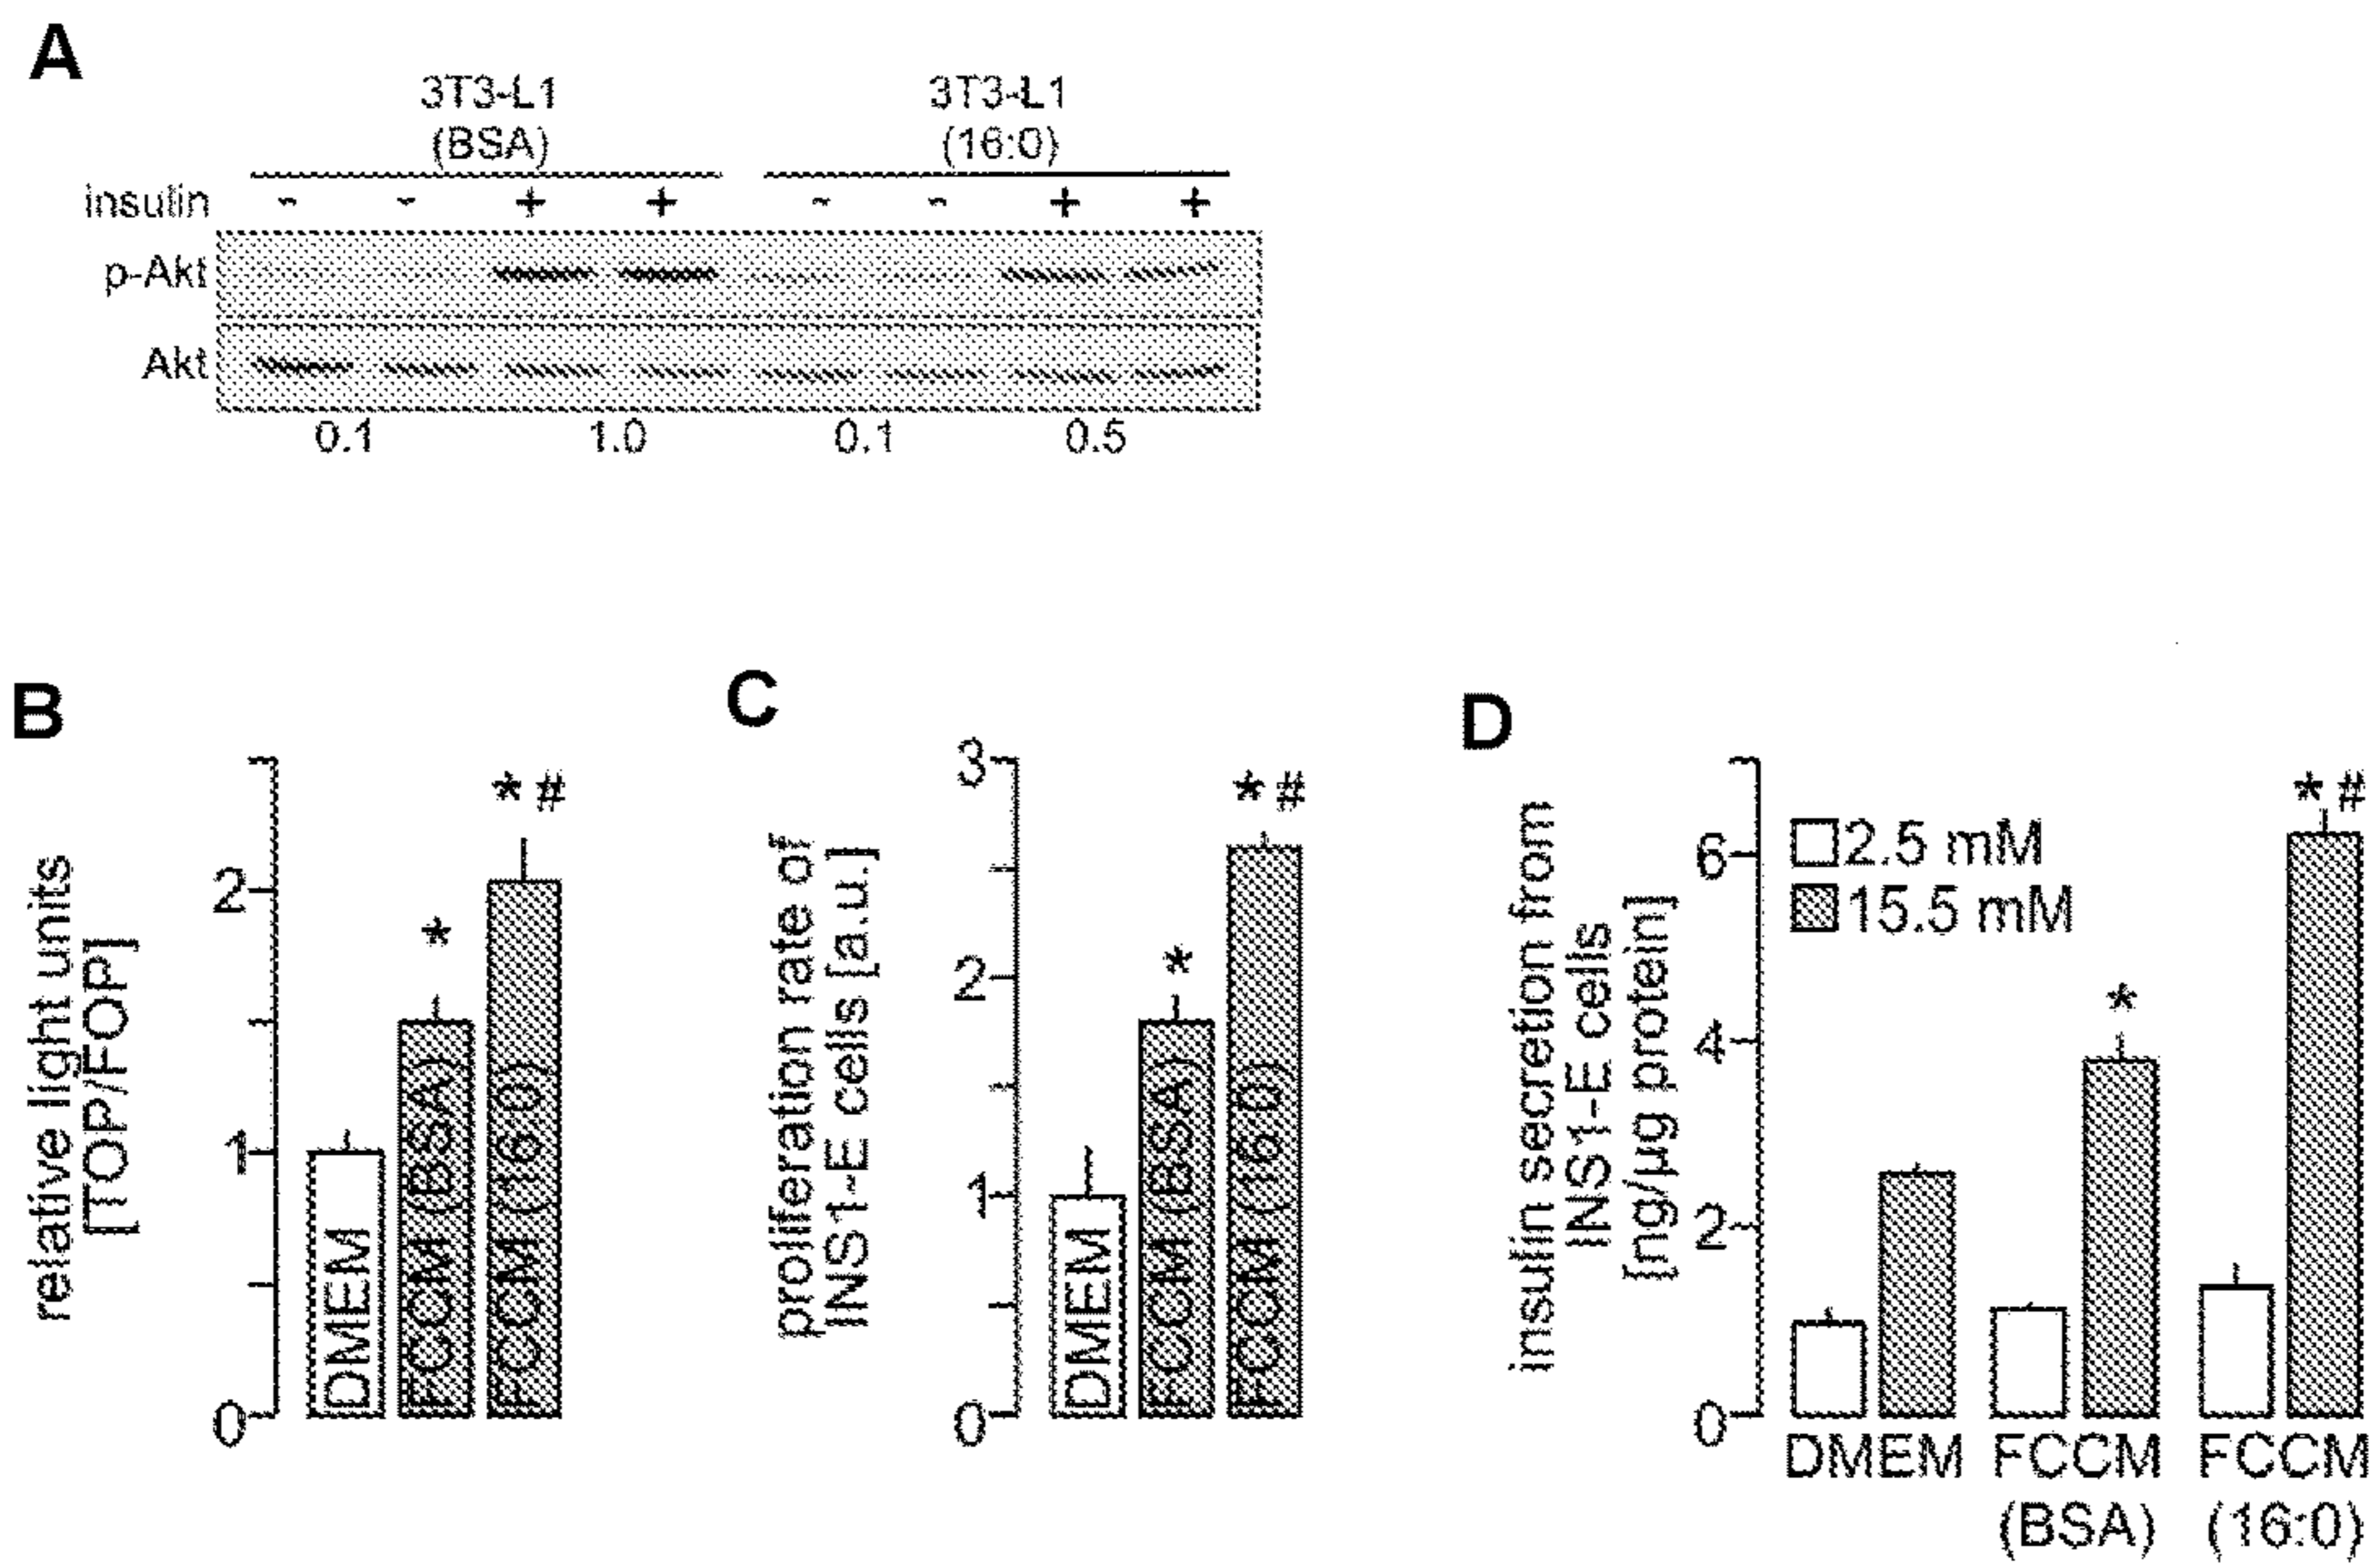 A
3T3-L1
(BSA)
3T3-L1
(16:0)
insulin - - + + - - + +
p-Akt
Akt
0.1 1.0 0.1 0.5
B
relative light units
[TOP/FOP]
2
1
0
*
* #
DMEM
FCCM (BSA)
FCCM (16:0)
C
proliferation rate of
INS1-E cells [a.u.]
3
2
1
0
*
* #
DMEM
FCCM (BSA)
FCCM (16:0)
D
insulin secretion from
INS1-E cells
[ng/µg protein]
6
4
2
0
2.5 mM
15.5 mM
*
* #
DMEM FCCM FCCM
(BSA) (16:0)